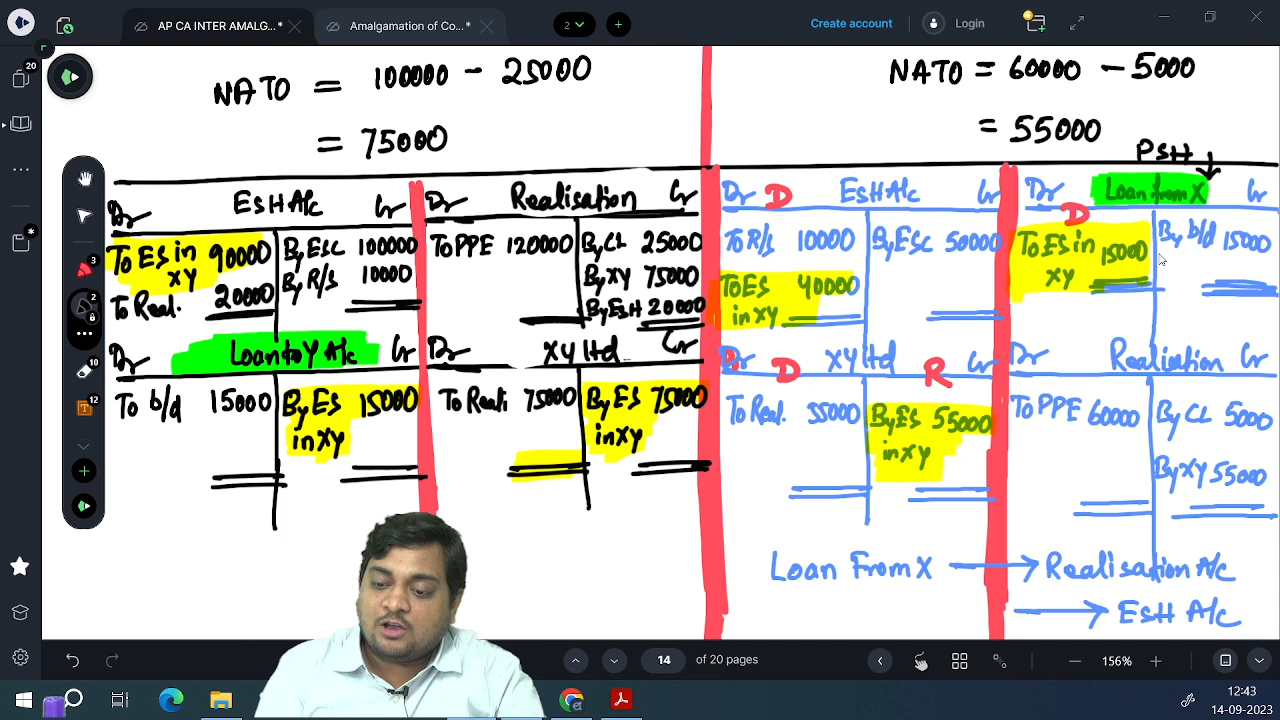 AP CA INTER AMALG... *
Amalgamation of Co... *
2
Create account
Login
20
NATO = 100000 - 25000
= 75000
NATO = 60000 - 5000
= 55000
PSH
Dr EsH A/c Cr
To Es in xy 90000 By Esc 100000
To Real. 20000 By R/s 10000
Dr Realisation Cr
To PPE 120000 By CL 25000
By xy 75000
By EsH 20000
Dr D EsH A/c Cr
To R/s 10000 By Esc 50000
To Es in xy 40000
Dr Loan from X Cr
D
To Es in xy 15000 By b/d 15000
Dr Loan to Y A/c Cr
To b/d 15000 By Es in xy 15000
Dr xy ltd Cr
To Real. 75000 By Es in xy 75000
Dr D xy ltd R Cr
To Real. 55000 By Es in xy 55000
Dr Realisation Cr
To PPE 60000 By CL 5000
By xy 55000
Loan From X → Realisation A/c
→ EsH A/c
3
2
10
12
14 of 20 pages
156%
12:43
14-09-2023